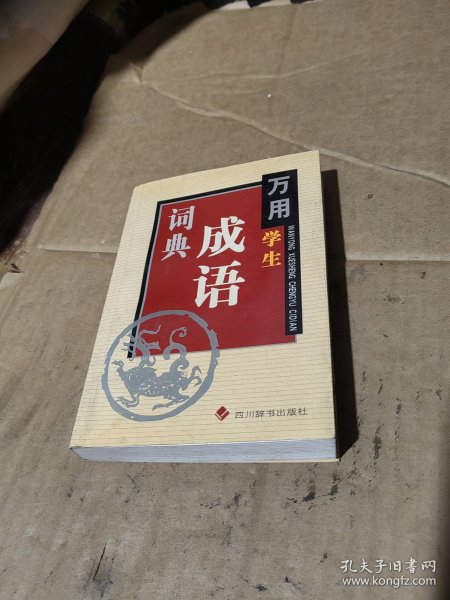 万用
学生
成语
词典
WANYONG XUESHENG CHENGYU CIDIAN
四川辞书出版社
孔夫子旧书网
www.kongfz.com